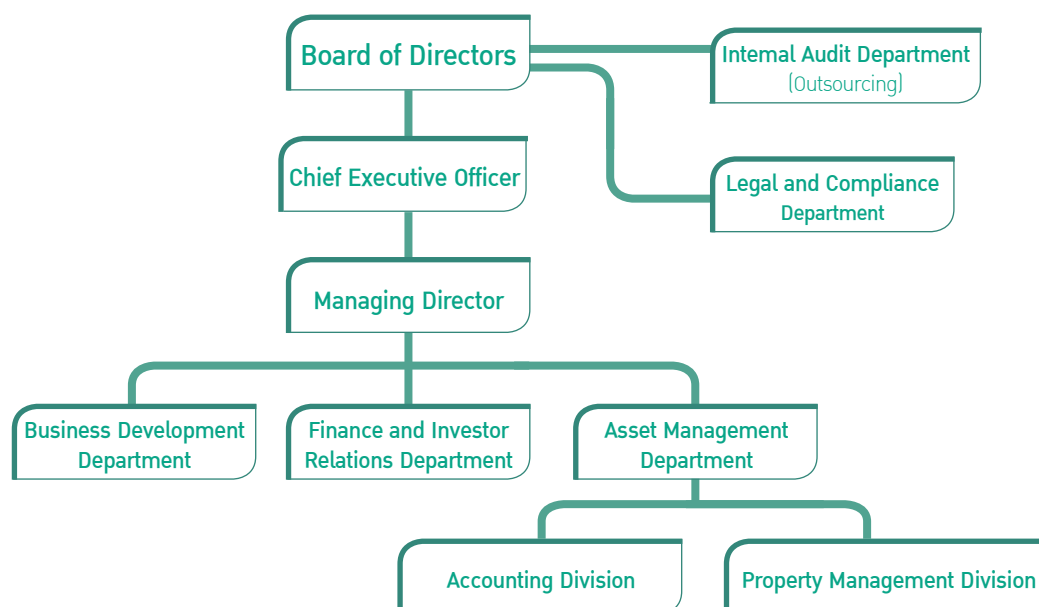 Board of Directors
Internal Audit Department
(Outsourcing)
Chief Executive Officer
Legal and Compliance
Department
Managing Director
Business Development
Department
Finance and Investor
Relations Department
Asset Management
Department
Accounting Division
Property Management Division